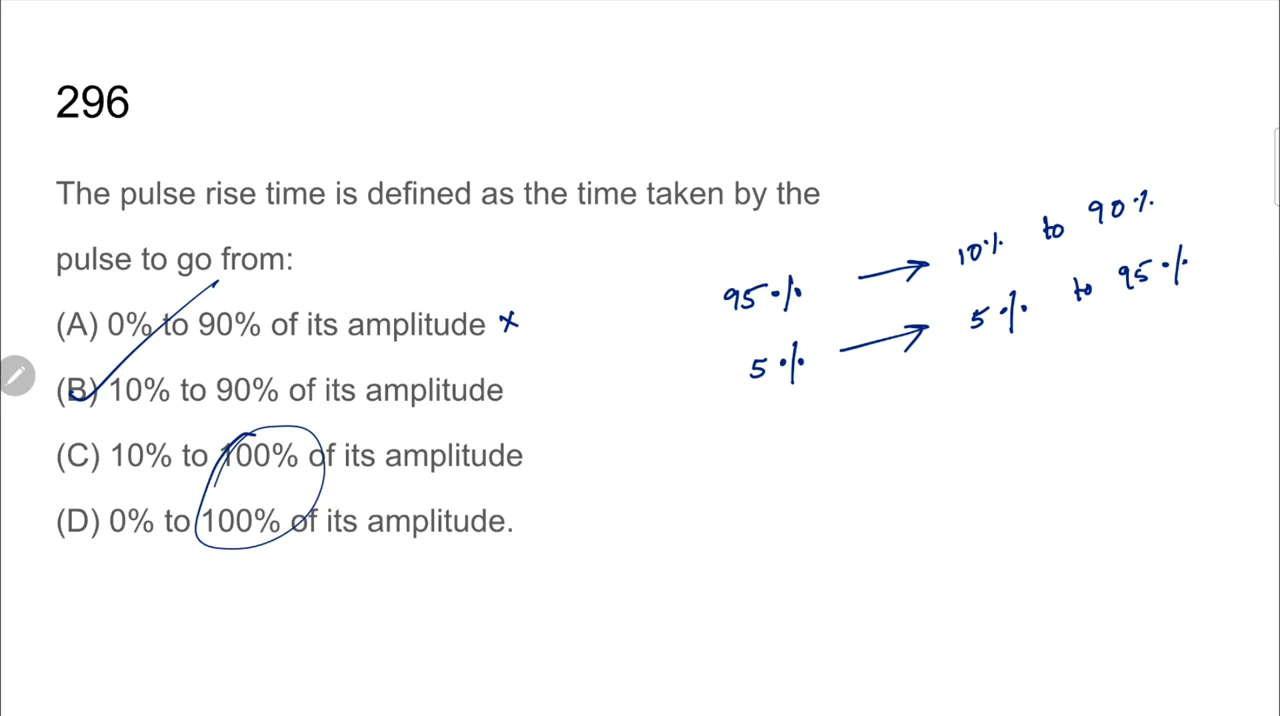 296
The pulse rise time is defined as the time taken by the
pulse to go from:
(A) 0% to 90% of its amplitude ×
(B) 10% to 90% of its amplitude
(C) 10% to 100% of its amplitude
(D) 0% to 100% of its amplitude.
95% → 10% to 90%
5% → 5% to 95%